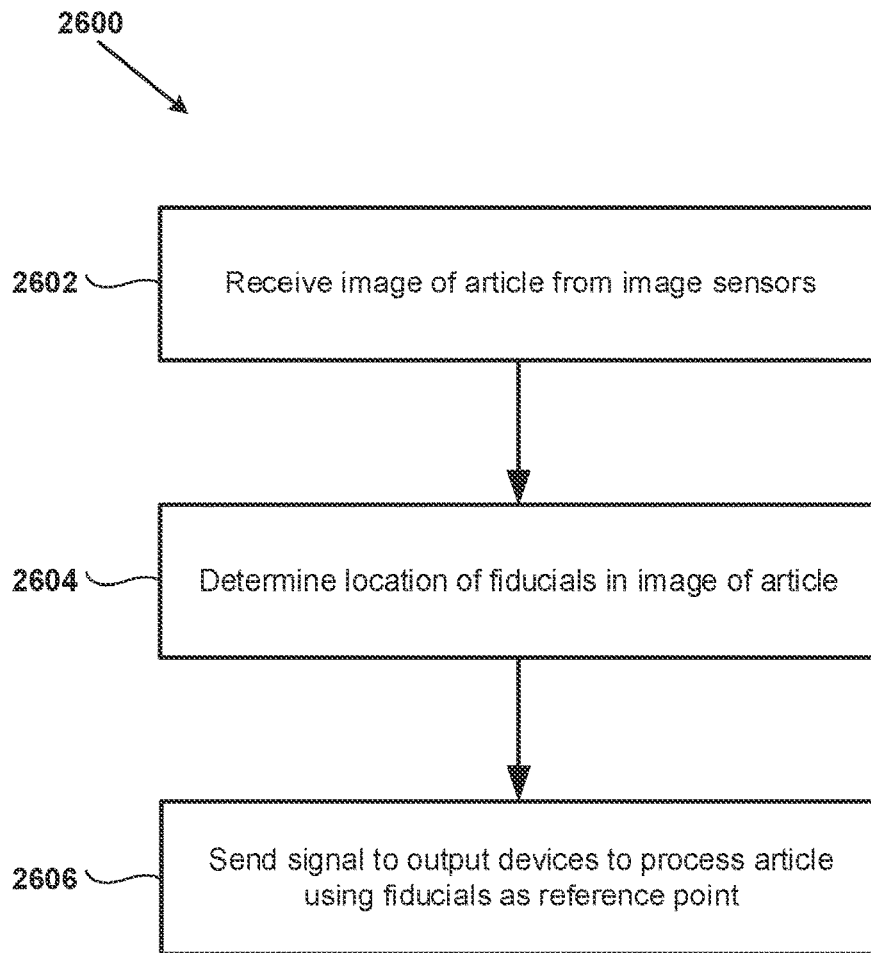 2600
2602
Receive image of article from image sensors
2604
Determine location of fiducials in image of article
2606
Send signal to output devices to process article
using fiducials as reference point